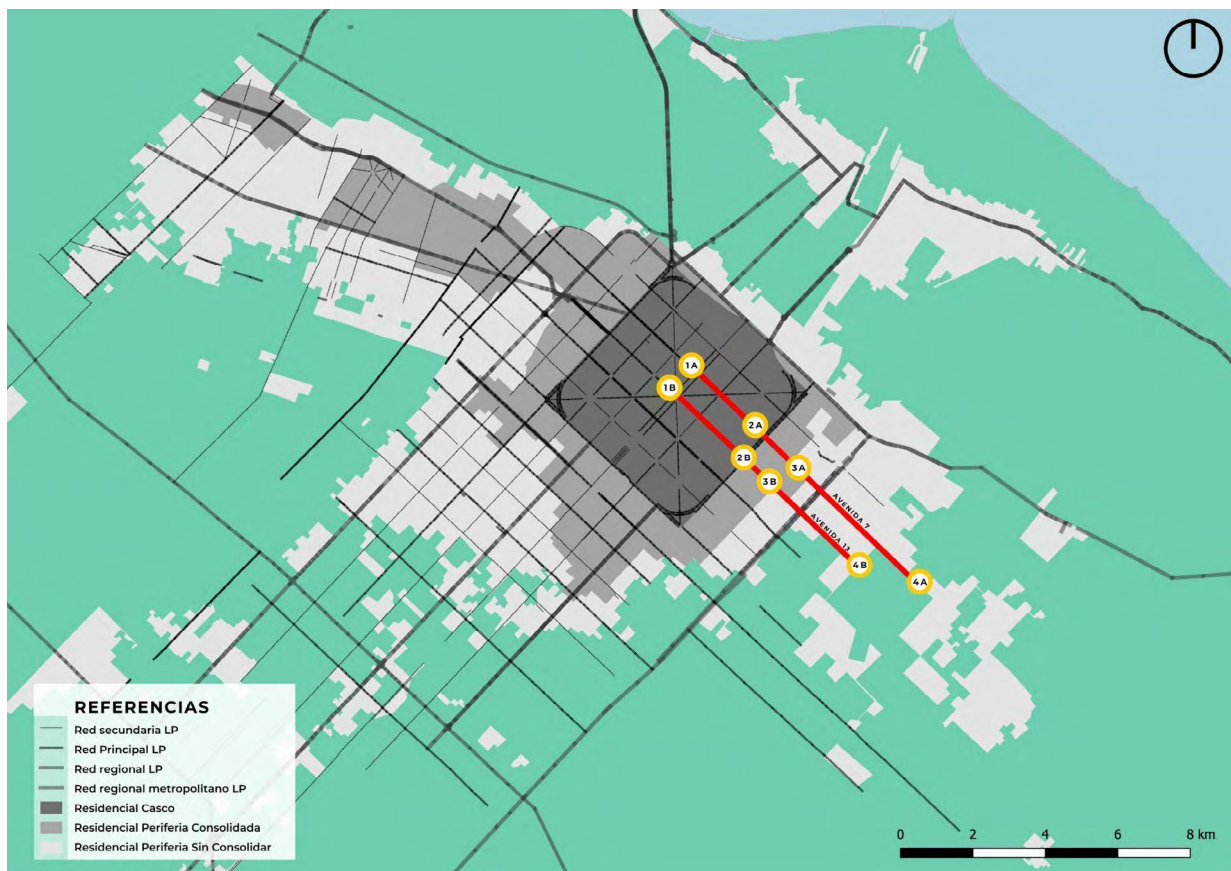 1A
1B
2A
2B
3A
3B
AVENIDA 7
AVENIDA 13
4B
4A
REFERENCIAS
Red secundaria LP
Red Principal LP
Red regional LP
Red regional metropolitano LP
Residencial Casco
Residencial Periferia Consolidada
Residencial Periferia Sin Consolidar
0 2 4 6 8 km